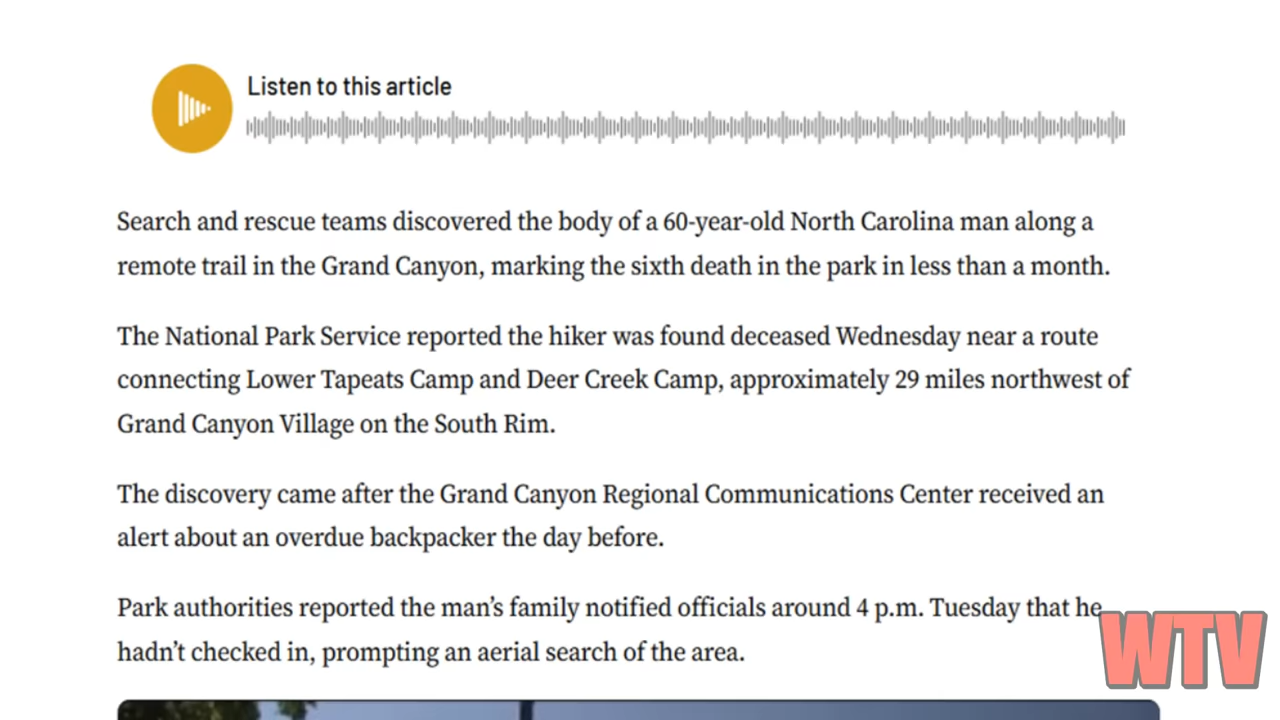 Listen to this article
Search and rescue teams discovered the body of a 60-year-old North Carolina man along a
remote trail in the Grand Canyon, marking the sixth death in the park in less than a month.
The National Park Service reported the hiker was found deceased Wednesday near a route
connecting Lower Tapeats Camp and Deer Creek Camp, approximately 29 miles northwest of
Grand Canyon Village on the South Rim.
The discovery came after the Grand Canyon Regional Communications Center received an
alert about an overdue backpacker the day before.
Park authorities reported the man’s family notified officials around 4 p.m. Tuesday that he
hadn’t checked in, prompting an aerial search of the area.
WTV